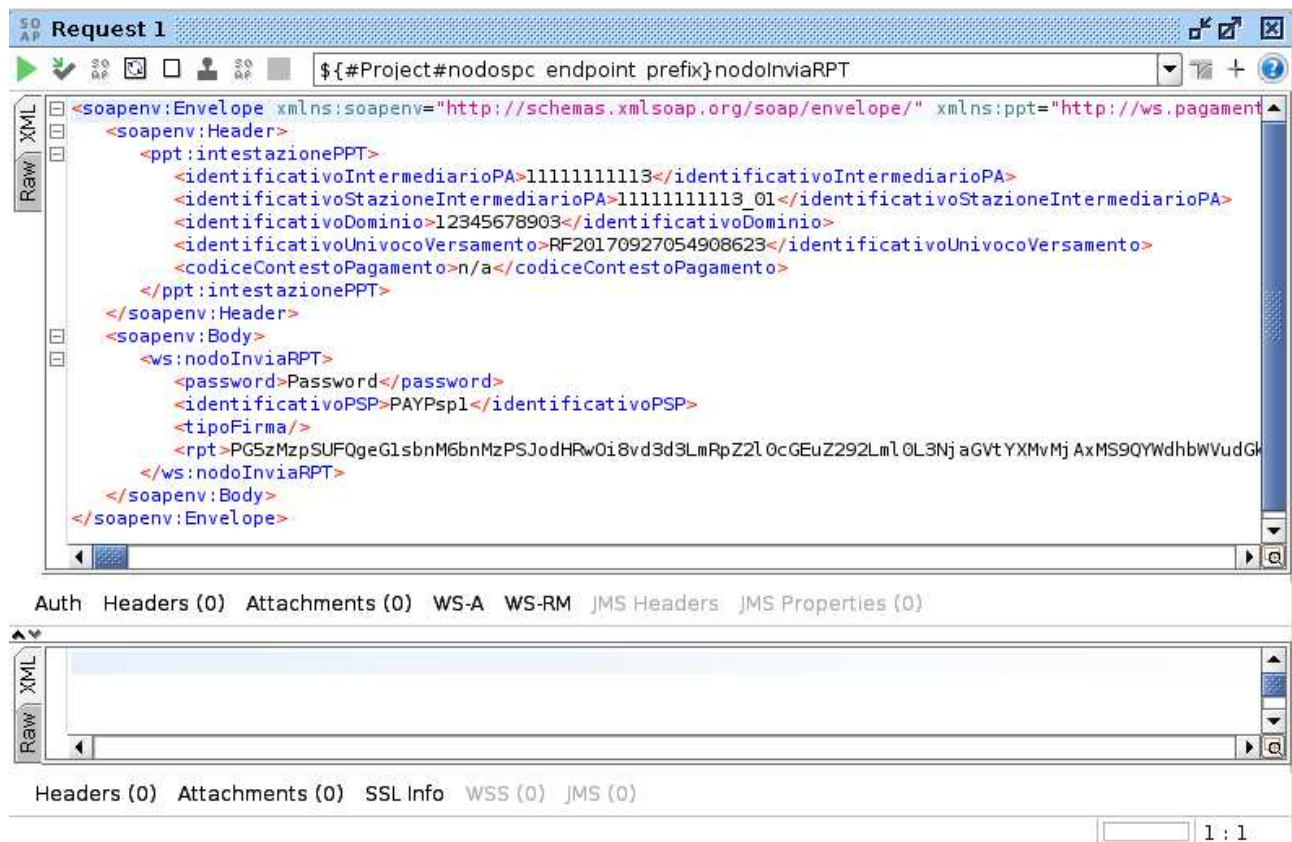 SOAP Request 1
SOAP SOAP ${#Project#nodospc_endpoint_prefix}nodoInviaRPT
XML
Raw
<soapenv:Envelope xmlns:soapenv="http://schemas.xmlsoap.org/soap/envelope/" xmlns:ppt="http://ws.pagament
<soapenv:Header>
<ppt:intestazionePPT>
<identificativoIntermediarioPA>11111111113</identificativoIntermediarioPA>
<identificativoStazioneIntermediarioPA>11111111113_01</identificativoStazioneIntermediarioPA>
<identificativoDominio>12345678903</identificativoDominio>
<identificativoUnivocoVersamento>RF20170927054908623</identificativoUnivocoVersamento>
<codiceContestoPagamento>n/a</codiceContestoPagamento>
</ppt:intestazionePPT>
</soapenv:Header>
<soapenv:Body>
<ws:nodoInviaRPT>
<password>Password</password>
<identificativoPSP>PAYPsp1</identificativoPSP>
<tipoFirma/>
<rpt>PG5zMzpSUFQgeG1sbnM6bnMzPSJodHRwOi8vd3d3LmRpZ2l0cGEuZ292Lml0L3NjaGVtYXMvMjAxMS9QYWdhbWVudGk
</ws:nodoInviaRPT>
</soapenv:Body>
</soapenv:Envelope>
Auth Headers (0) Attachments (0) WS-A WS-RM JMS Headers JMS Properties (0)
XML
Raw
Headers (0) Attachments (0) SSL Info WSS (0) JMS (0)
1 : 1